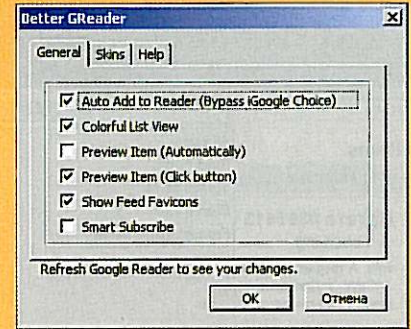 Better GReader
General
Skins
Help
Auto Add to Reader (Bypass iGoogle Choice)
Colorful List View
Preview Item (Automatically)
Preview Item (Click button)
Show Feed Favicons
Smart Subscribe
Refresh Google Reader to see your changes.
OK
Отмена